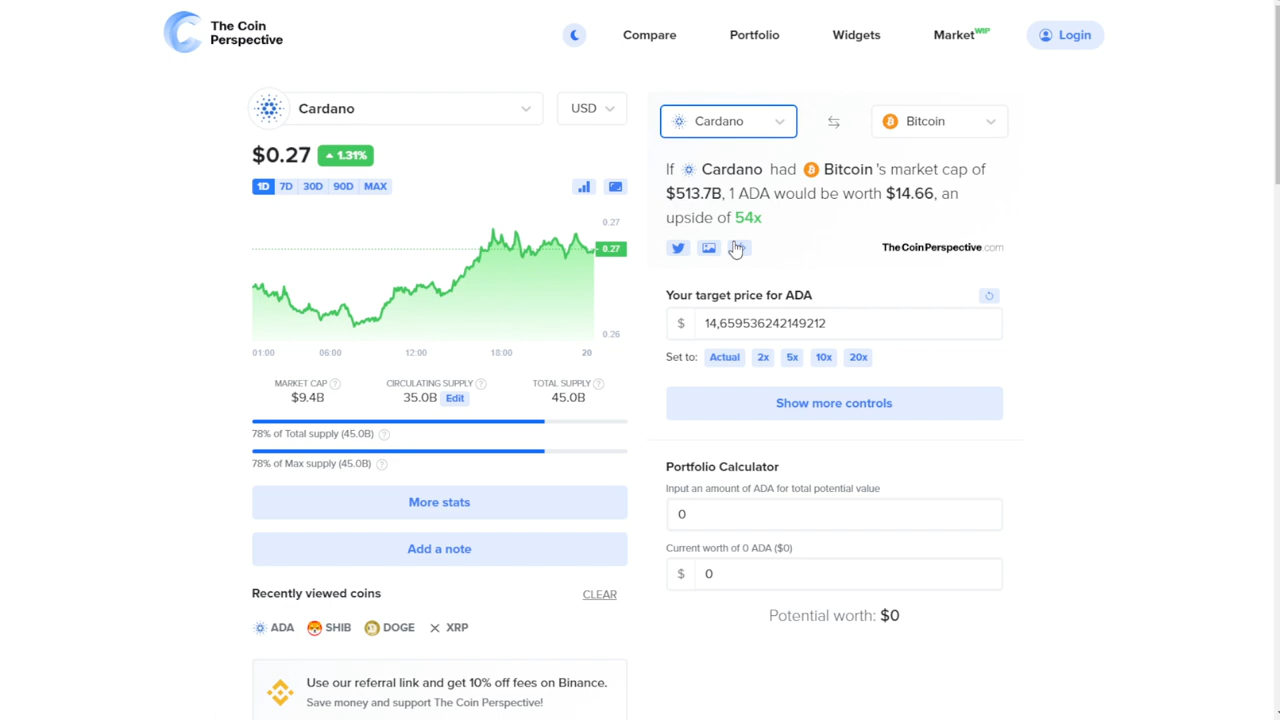 The Coin
Perspective
Compare
Portfolio
Widgets
Market WIP
Login
Cardano
USD
$0.27
1.31%
1D 7D 30D 90D MAX
0.27
0.27
0.26
01:00 06:00 12:00 18:00 20
MARKET CAP ?
$9.4B
CIRCULATING SUPPLY ?
35.0B Edit
TOTAL SUPPLY ?
45.0B
78% of Total supply (45.0B) ?
78% of Max supply (45.0B) ?
More stats
Add a note
Recently viewed coins
CLEAR
ADA SHIB DOGE XRP
Use our referral link and get 10% off fees on Binance.
Save money and support The Coin Perspective!
Cardano
Bitcoin
If Cardano had Bitcoin 's market cap of
$513.7B, 1 ADA would be worth $14.66, an
upside of 54x
TheCoinPerspective.com
Your target price for ADA
$ 14,659536242149212
Set to: Actual 2x 5x 10x 20x
Show more controls
Portfolio Calculator
Input an amount of ADA for total potential value
0
Current worth of 0 ADA ($0)
$ 0
Potential worth: $0